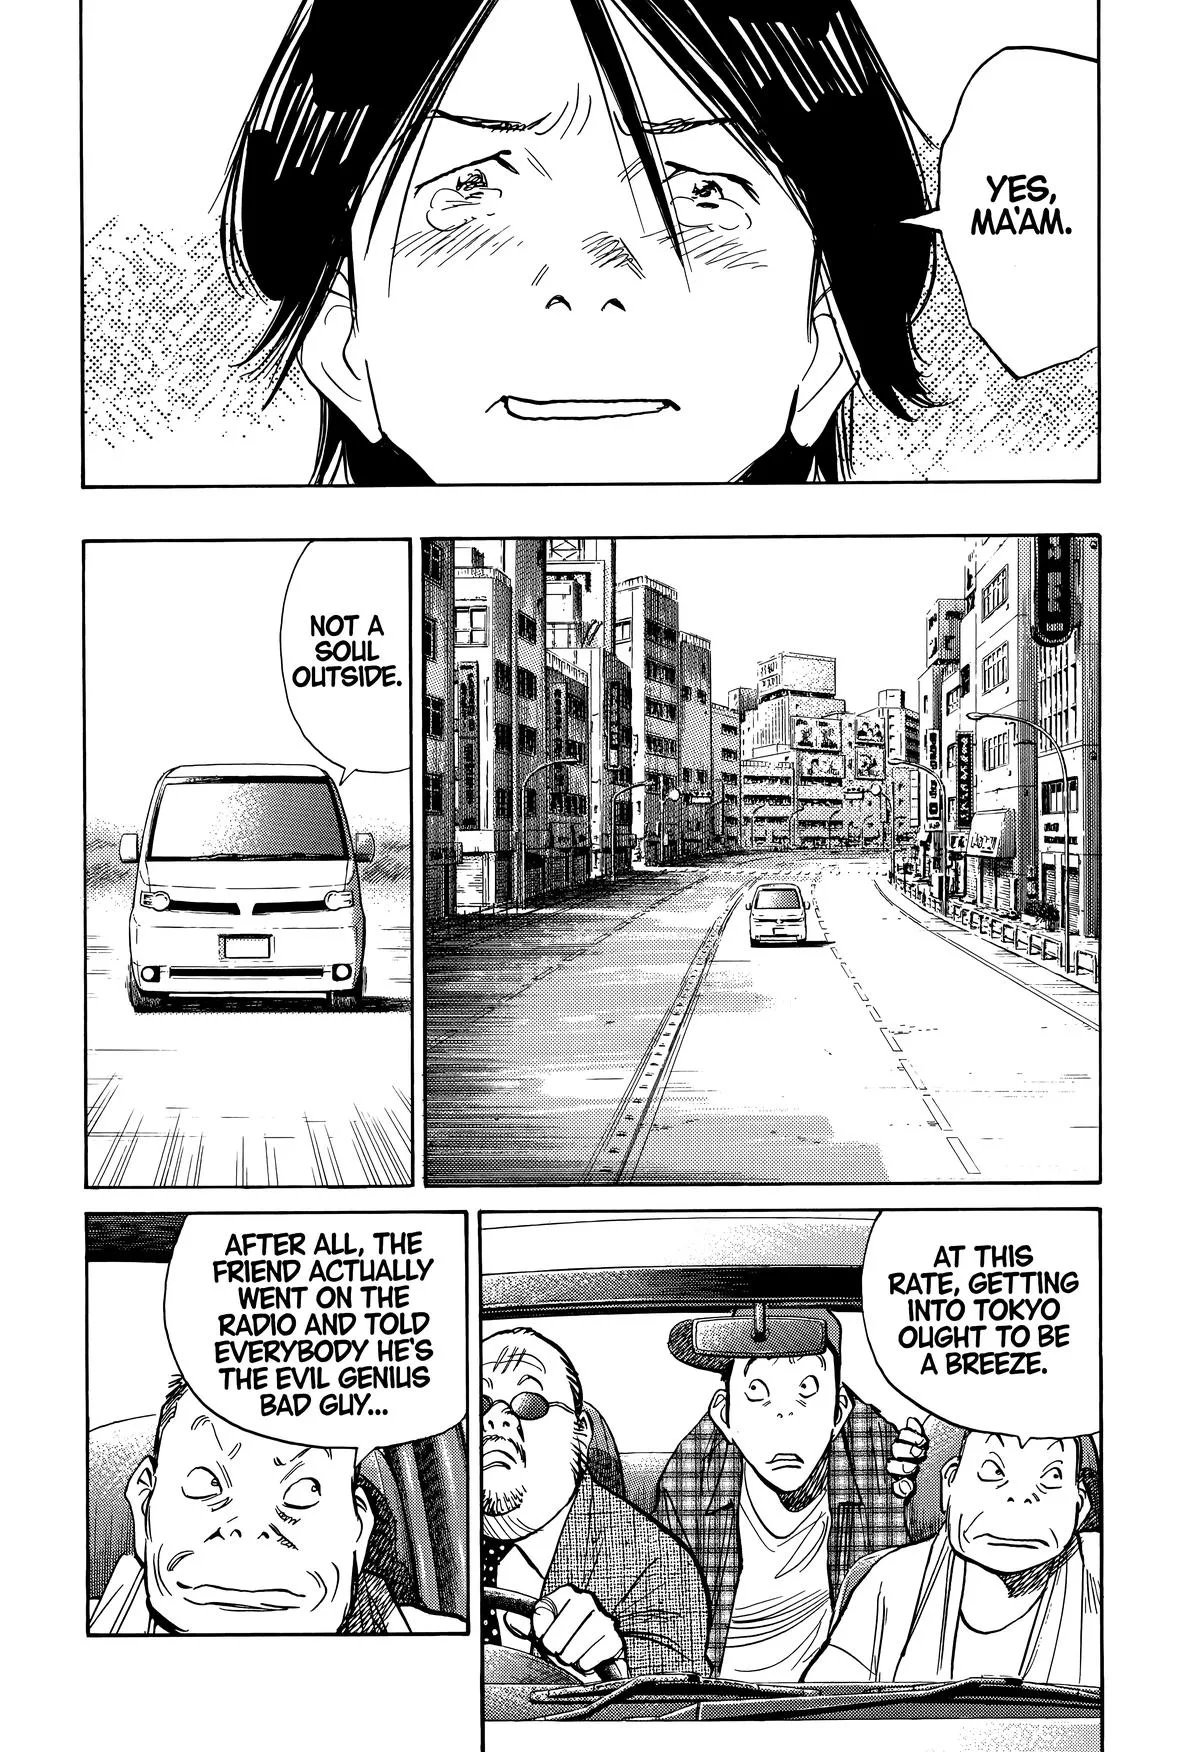 YES,
MA'AM.
NOT A
SOUL
OUTSIDE.
AT THIS
RATE, GETTING
INTO TOKYO
OUGHT TO BE
A BREEZE.
AFTER ALL, THE
FRIEND ACTUALLY
WENT ON THE
RADIO AND TOLD
EVERYBODY HE'S
THE EVIL GENIUS
BAD GUY...